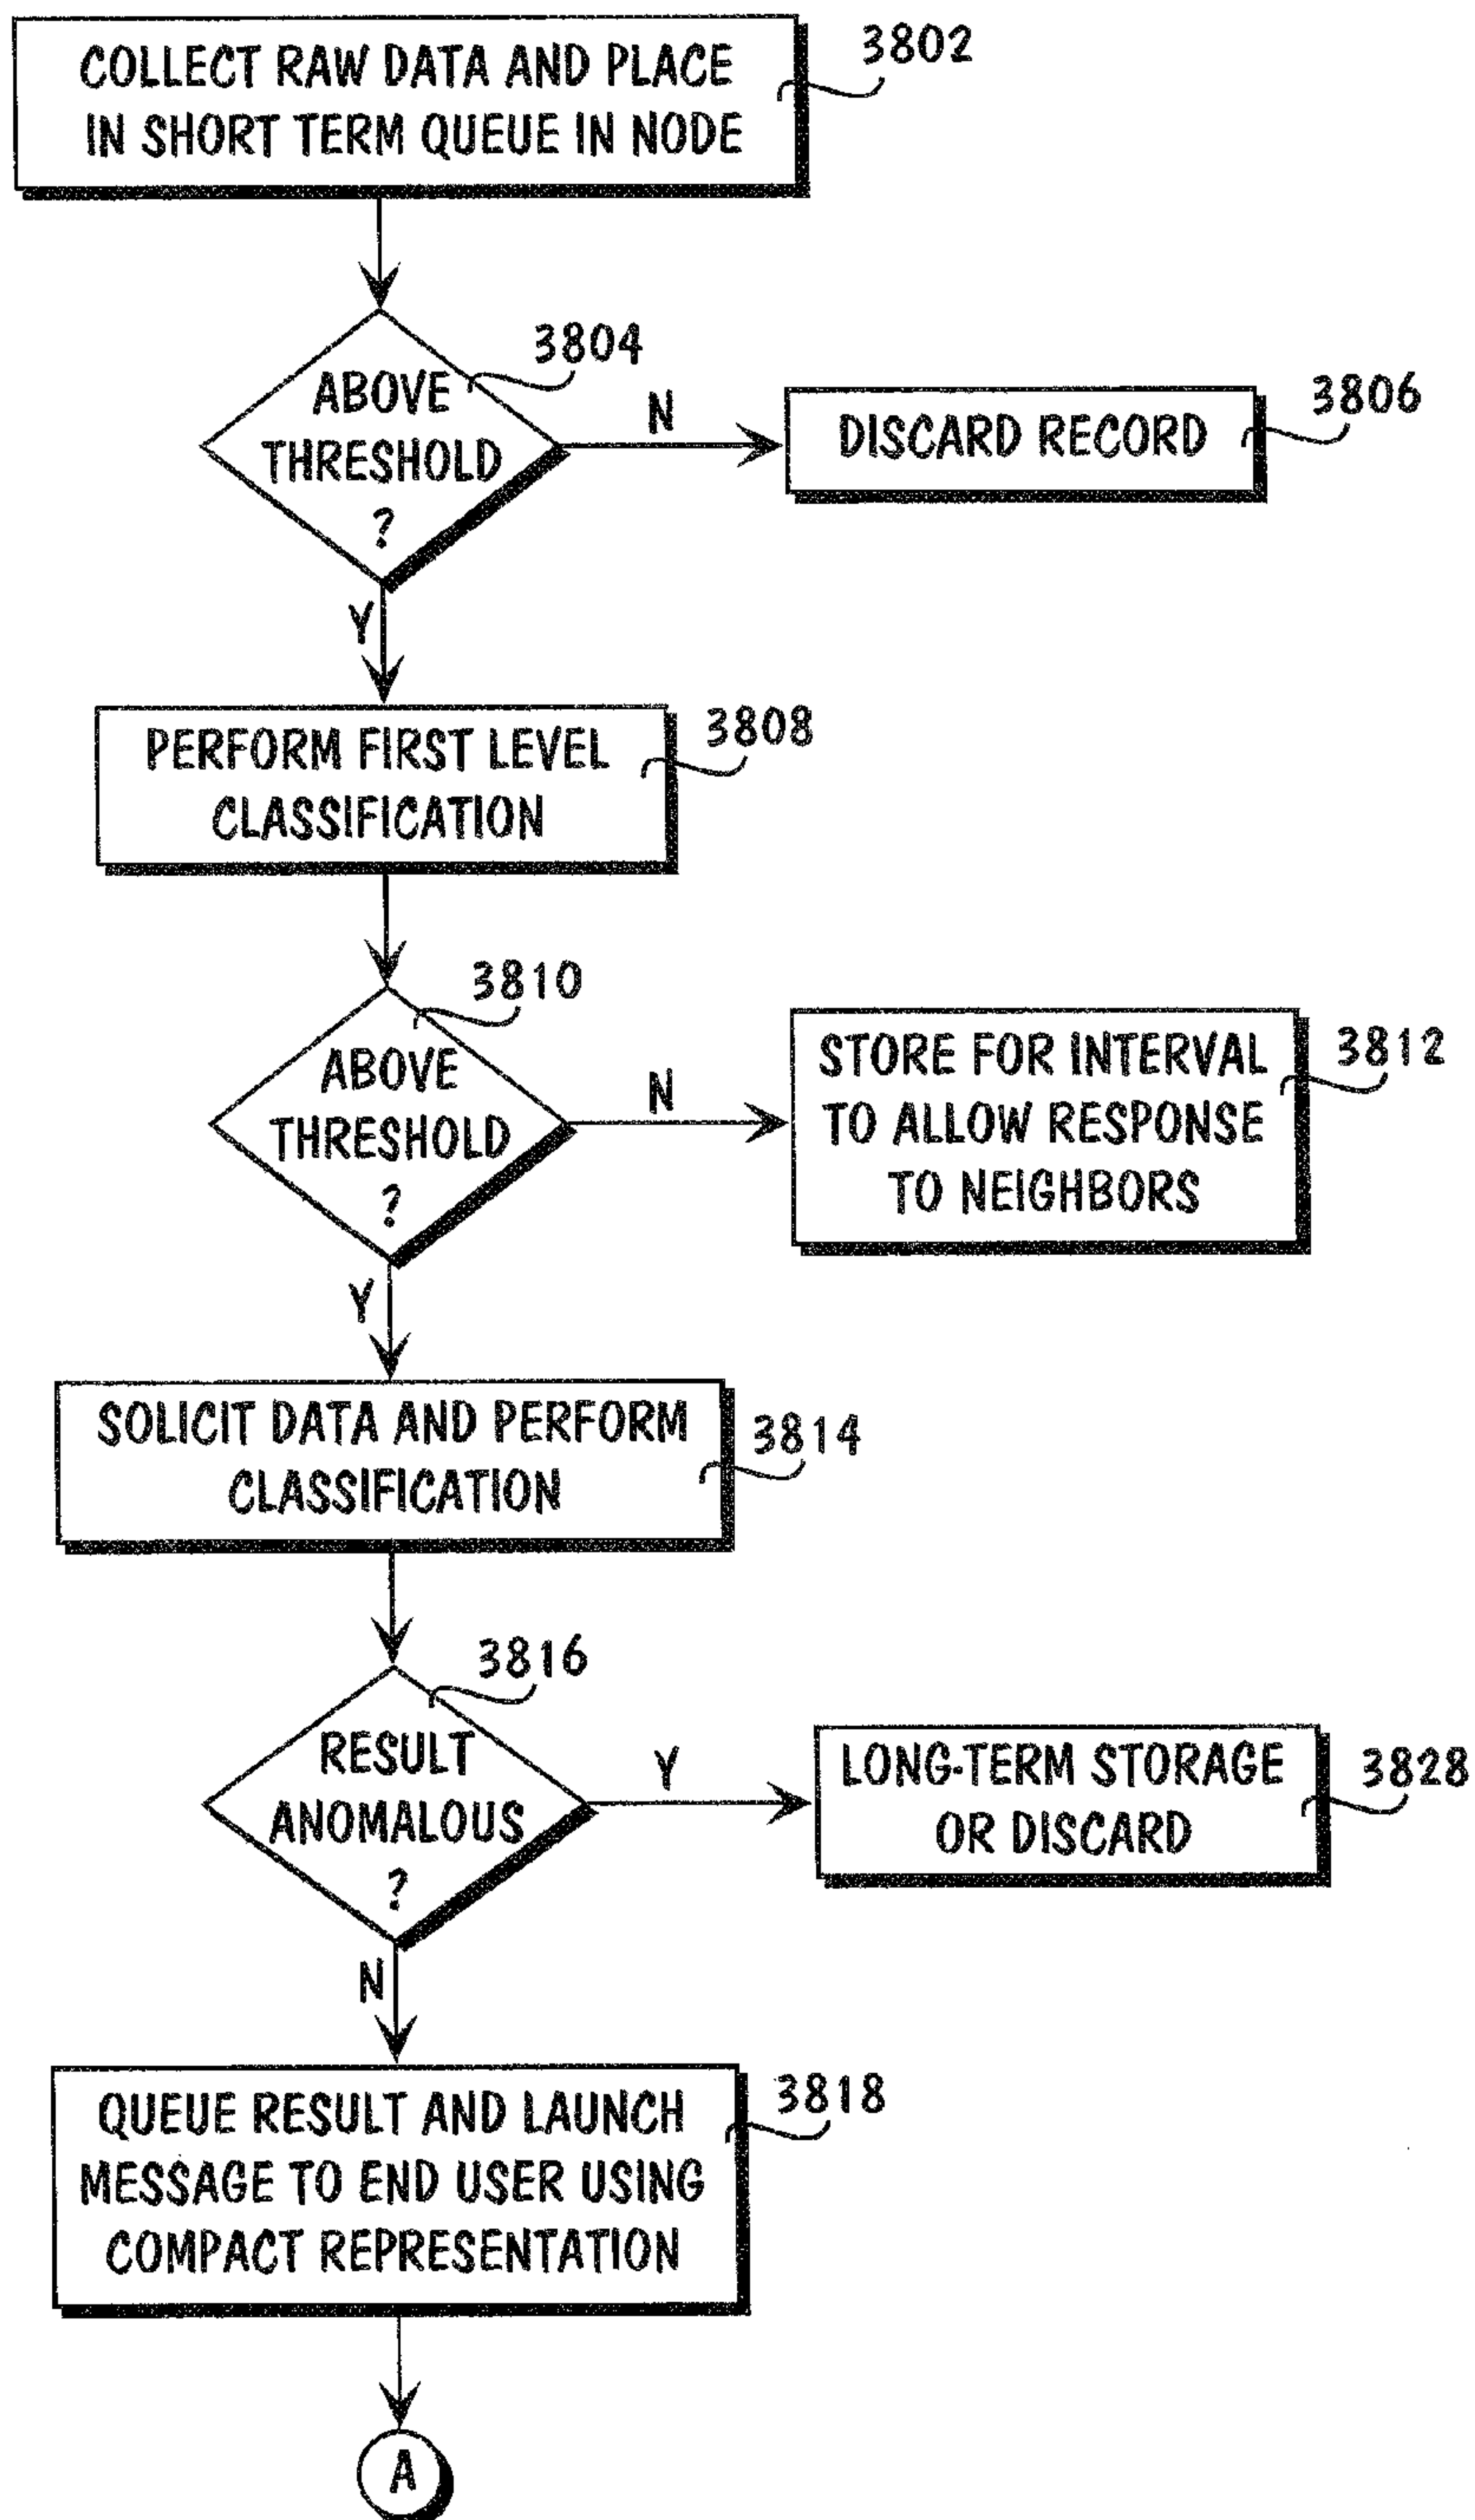 COLLECT RAW DATA AND PLACE
IN SHORT TERM QUEUE IN NODE
3802
ABOVE
THRESHOLD
?
3804
N
DISCARD RECORD
3806
Y
PERFORM FIRST LEVEL
CLASSIFICATION
3808
ABOVE
THRESHOLD
?
3810
N
STORE FOR INTERVAL
TO ALLOW RESPONSE
TO NEIGHBORS
3812
Y
SOLICIT DATA AND PERFORM
CLASSIFICATION
3814
RESULT
ANOMALOUS
?
3816
Y
LONG-TERM STORAGE
OR DISCARD
3828
N
QUEUE RESULT AND LAUNCH
MESSAGE TO END USER USING
COMPACT REPRESENTATION
3818
A